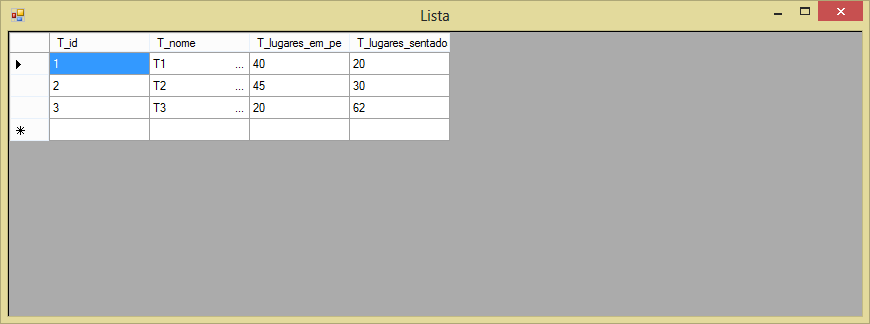 Lista
T_id T_nome T_lugares_em_pe T_lugares_sentado
1 T1 ... 40 20
2 T2 ... 45 30
3 T3 ... 20 62